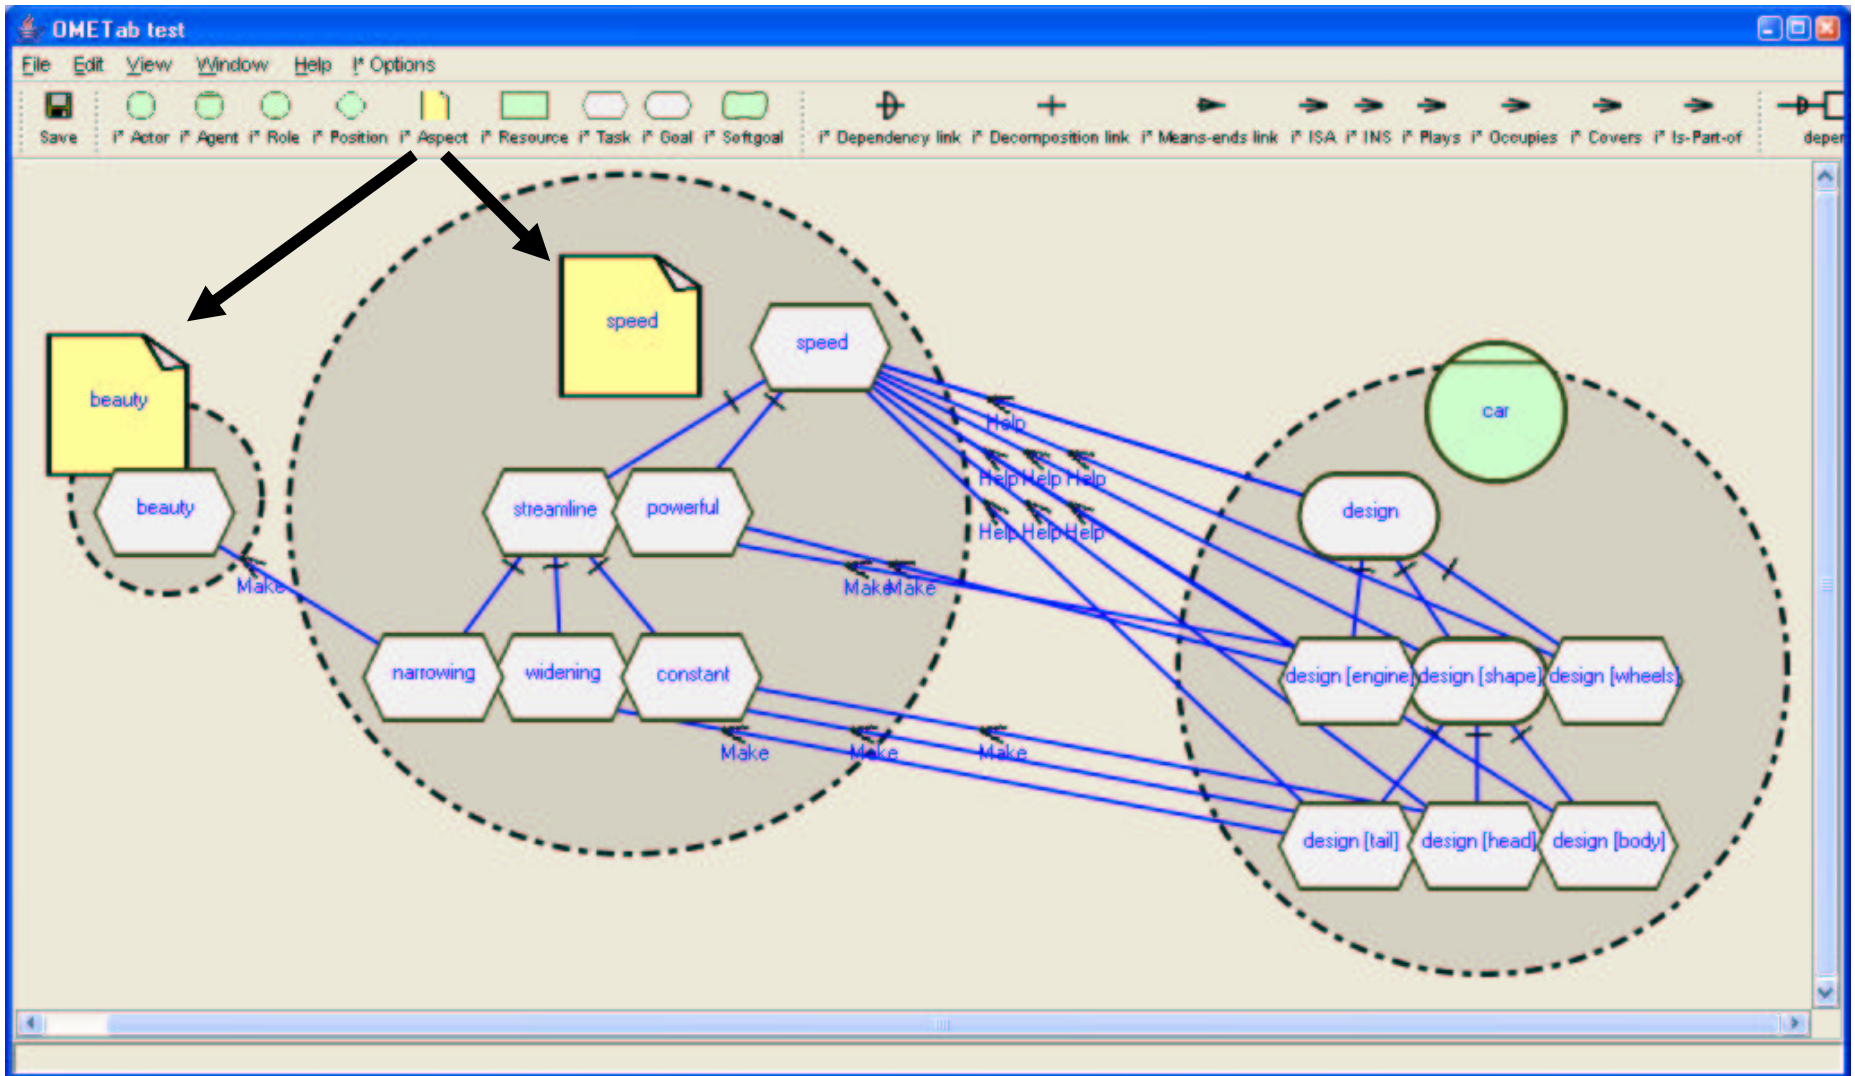 OMETab test
File Edit View Window Help I* Options
Save i* Actor i* Agent i* Role i* Position i* Aspect i* Resource i* Task i* Goal i* Softgoal i* Dependency link i* Decomposition link i* Means-ends link i* ISA i* INS i* Plays i* Occupies i* Covers i* Is-Part-of deper
speed
speed
beauty
car
Help
Help Help Help
beauty
streamline
powerful
design
Help Help Help
Make
Make Make
narrowing
widening
constant
design [engine]
design [shape]
design [wheels]
Make
Make
Make
design [tail]
design [head]
design [body]